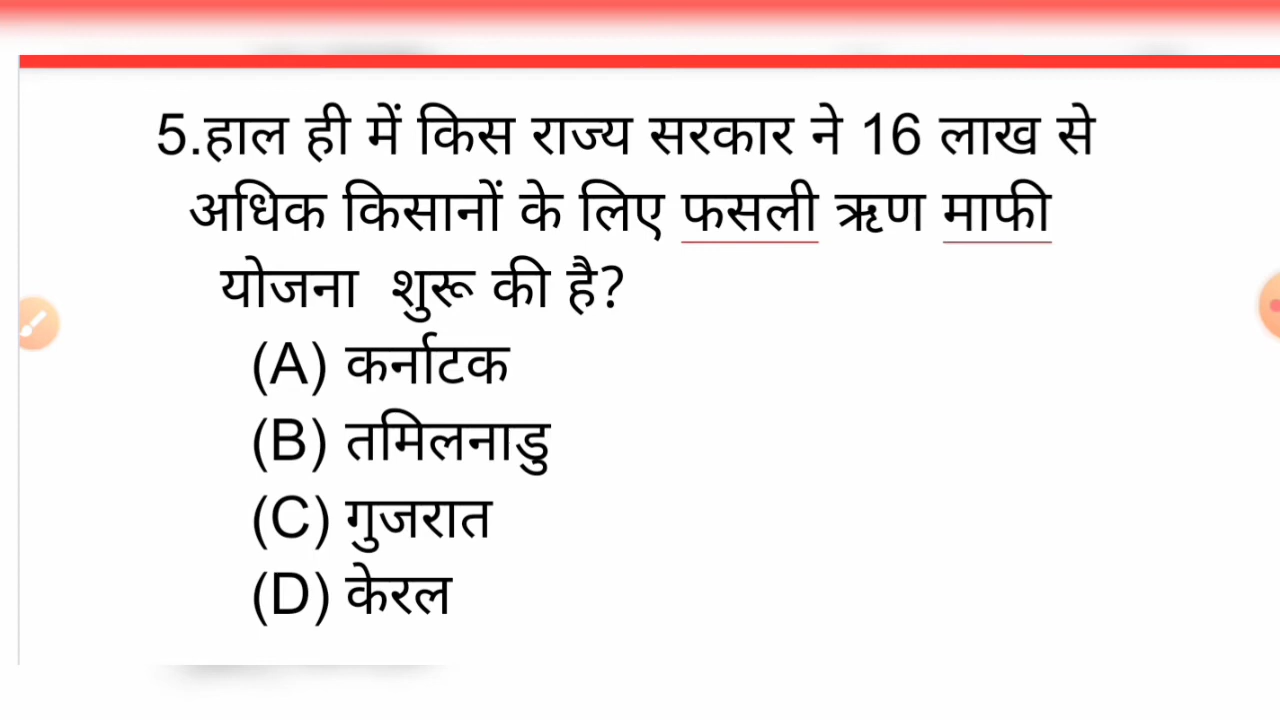 5.हाल ही में किस राज्य सरकार ने 16 लाख से
अधिक किसानों के लिए फसली ऋण माफी
योजना शुरू की है?
(A) कर्नाटक
(B) तमिलनाडु
(C) गुजरात
(D) केरल